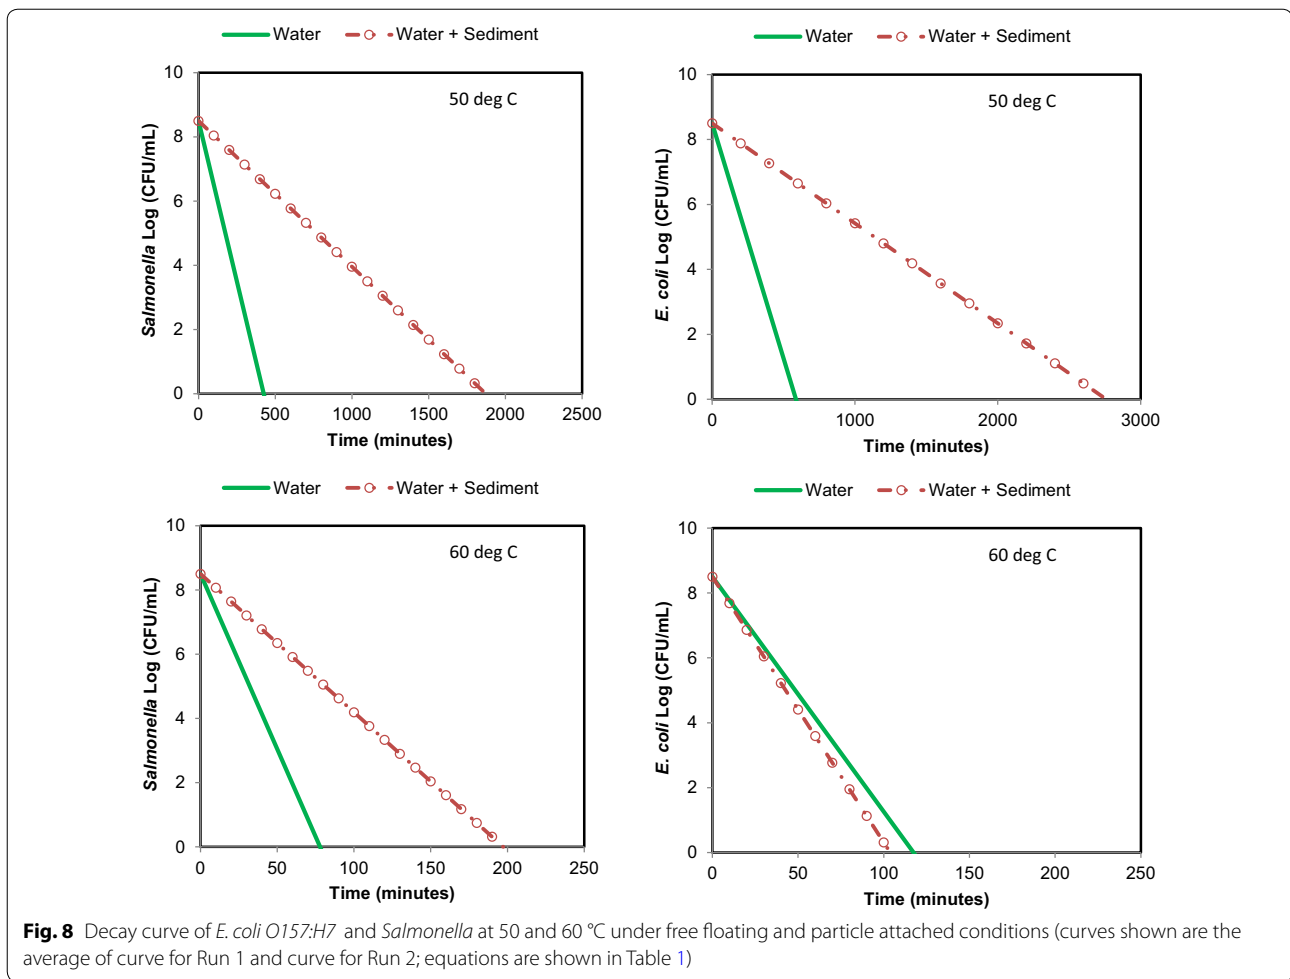 Water Water + Sediment
10
8
6
4
2
0
Salmonella Log (CFU/mL)
50 deg C
0 500 1000 1500 2000 2500
Time (minutes)
Water Water + Sediment
10
8
6
4
2
0
E. coli Log (CFU/mL)
50 deg C
0 1000 2000 3000
Time (minutes)
Water Water + Sediment
10
8
6
4
2
0
Salmonella Log (CFU/mL)
60 deg C
0 50 100 150 200 250
Time (minutes)
Water Water + Sediment
10
8
6
4
2
0
E. coli Log (CFU/mL)
60 deg C
0 50 100 150 200 250
Time (minutes)
Fig. 8 Decay curve of E. coli O157:H7 and Salmonella at 50 and 60 °C under free floating and particle attached conditions (curves shown are the
average of curve for Run 1 and curve for Run 2; equations are shown in Table 1)